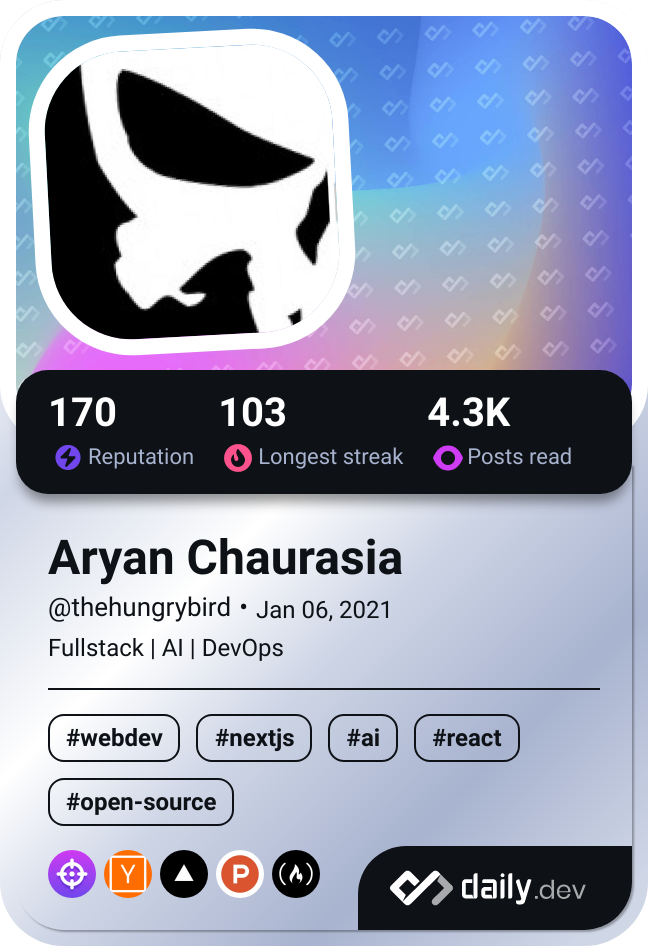 170 103 4.3K
Reputation Longest streak Posts read
Aryan Chaurasia
@thehungrybird • Jan 06, 2021
Fullstack | AI | DevOps
#webdev #nextjs #ai #react
#open-source
Y P
daily.dev